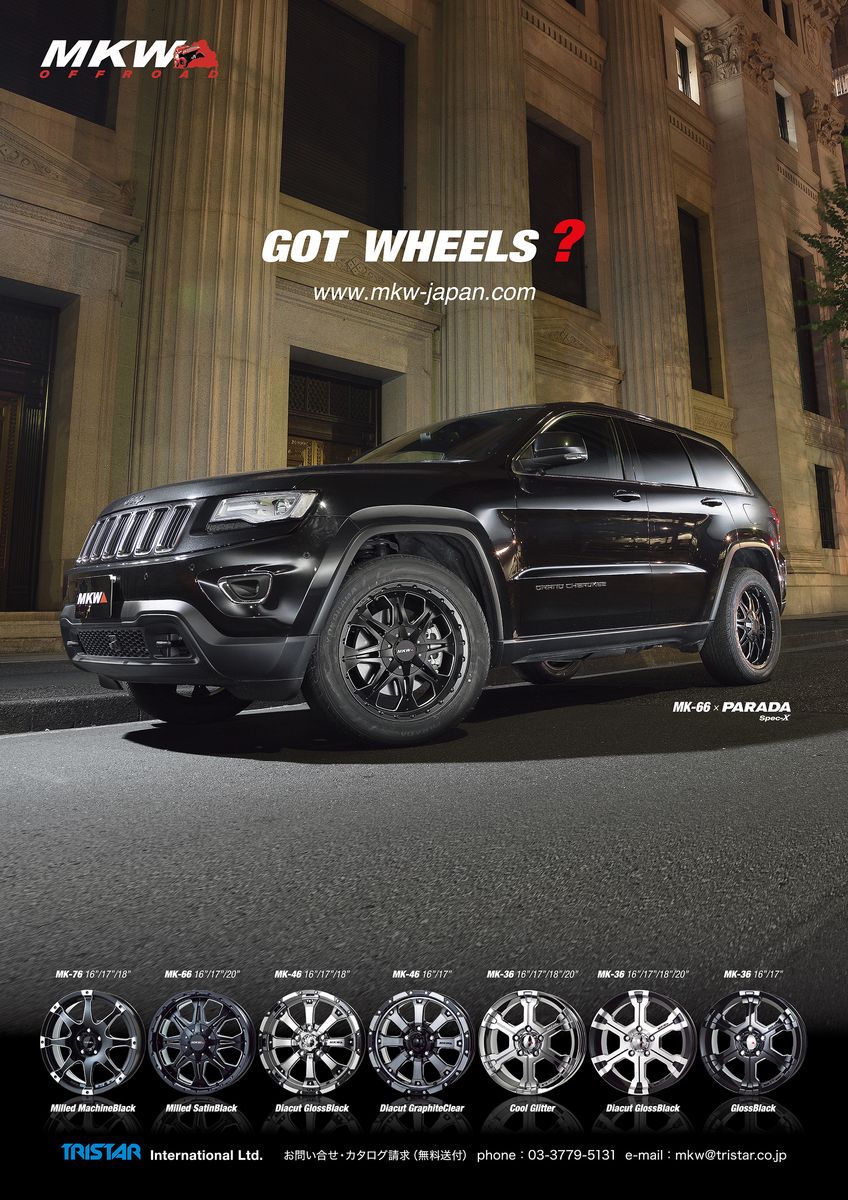 MKW
OFFROAD
GOT WHEELS ?
www.mkw-japan.com
Jeep
GRAND CHEROKEE
MKW
MKW
MK-66 × PARADA
Spec-X
MK-76 16"/17"/18"
MK-66 16"/17"/20"
MK-46 16"/17"/18"
MK-46 16"/17"
MK-36 16"/17"/18"/20"
MK-36 16"/17"/18"/20"
MK-36 16"/17"
Milled MachineBlack
Milled SatinBlack
Diacut GlossBlack
Diacut GraphiteClear
Cool Glitter
Diacut GlossBlack
GlossBlack
TRISTAR International Ltd. お問い合せ・カタログ請求（無料送付） phone：03-3779-5131 e-mail：mkw@tristar.co.jp